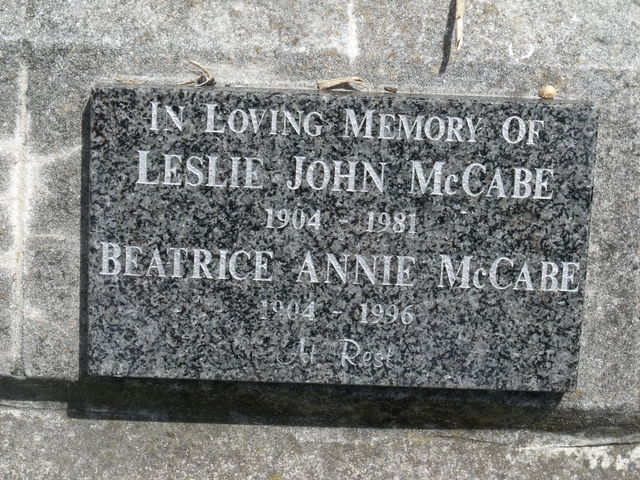 In Loving Memory of
Leslie John McCabe
1904 - 1981
Beatrice Annie McCabe
1904 - 1996
At Rest